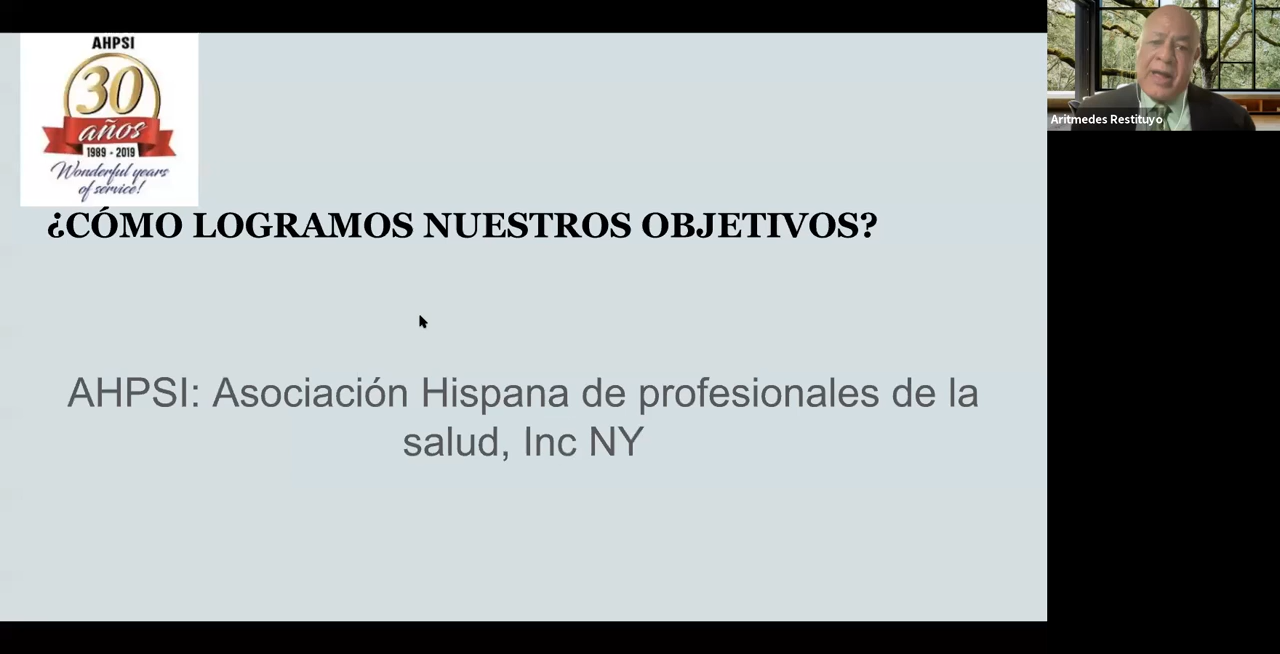 AHPSI
30
años
1989 - 2019
Wonderful years
of service!
¿CÓMO LOGRAMOS NUESTROS OBJETIVOS?
AHPSI: Asociación Hispana de profesionales de la
salud, Inc NY
Aritmedes Restituyo